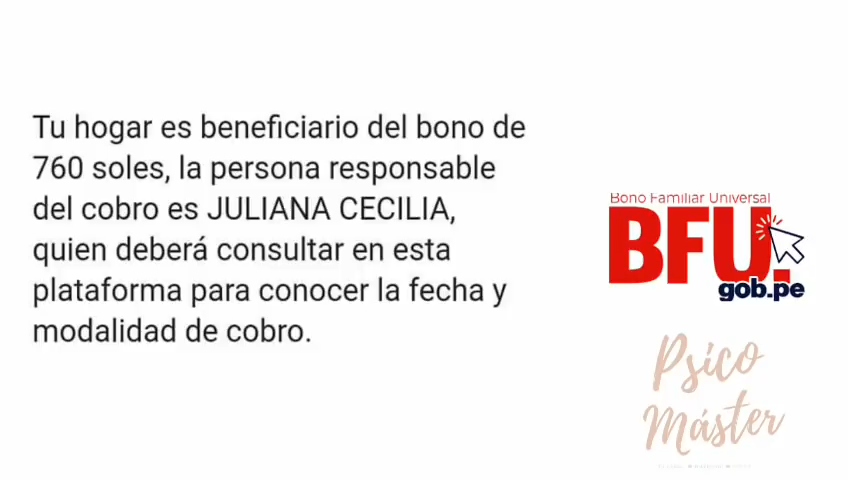 Tu hogar es beneficiario del bono de
760 soles, la persona responsable
del cobro es JULIANA CECILIA,
quien deberá consultar en esta
plataforma para conocer la fecha y
modalidad de cobro.
Bono Familiar Universal
BFU.
gob.pe
Psico
Máster